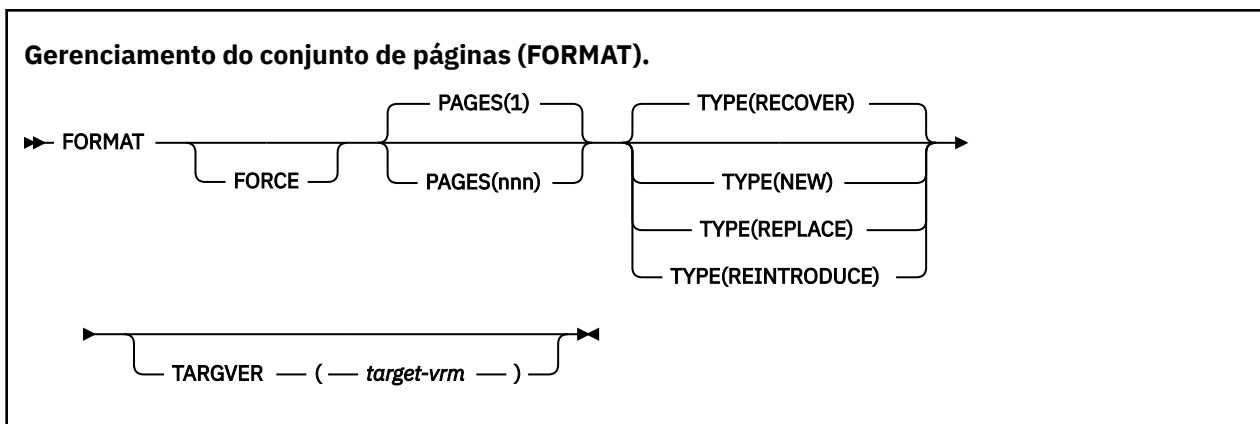 Gerenciamento do conjunto de páginas (FORMAT).
PAGES(1) TYPE(RECOVER)
FORMAT
FORCE PAGES(nnn) TYPE(NEW)
TYPE(REPLACE)
TYPE(REINTRODUCE)
TARGVER ( target-vrm )